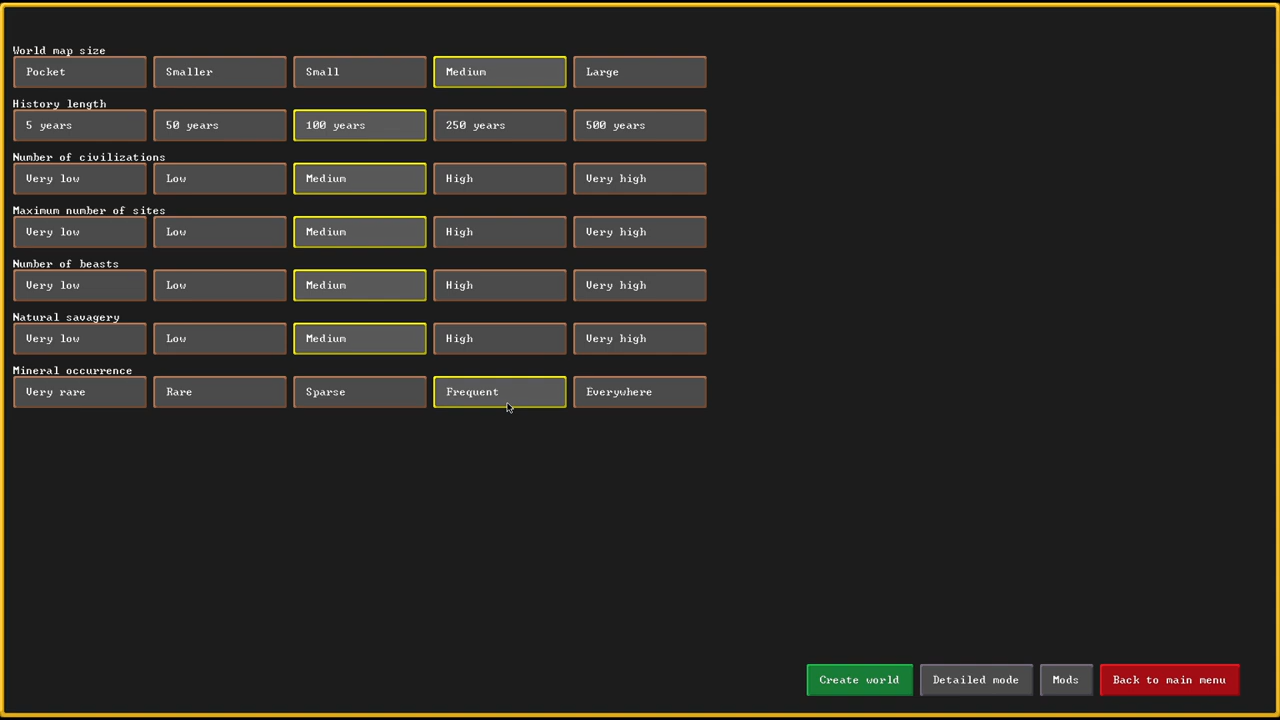 World map size
Pocket Smaller Small Medium Large
History length
5 years 50 years 100 years 250 years 500 years
Number of civilizations
Very low Low Medium High Very high
Maximum number of sites
Very low Low Medium High Very high
Number of beasts
Very low Low Medium High Very high
Natural savagery
Very low Low Medium High Very high
Mineral occurrence
Very rare Rare Sparse Frequent Everywhere
Create world Detailed mode Mods Back to main menu